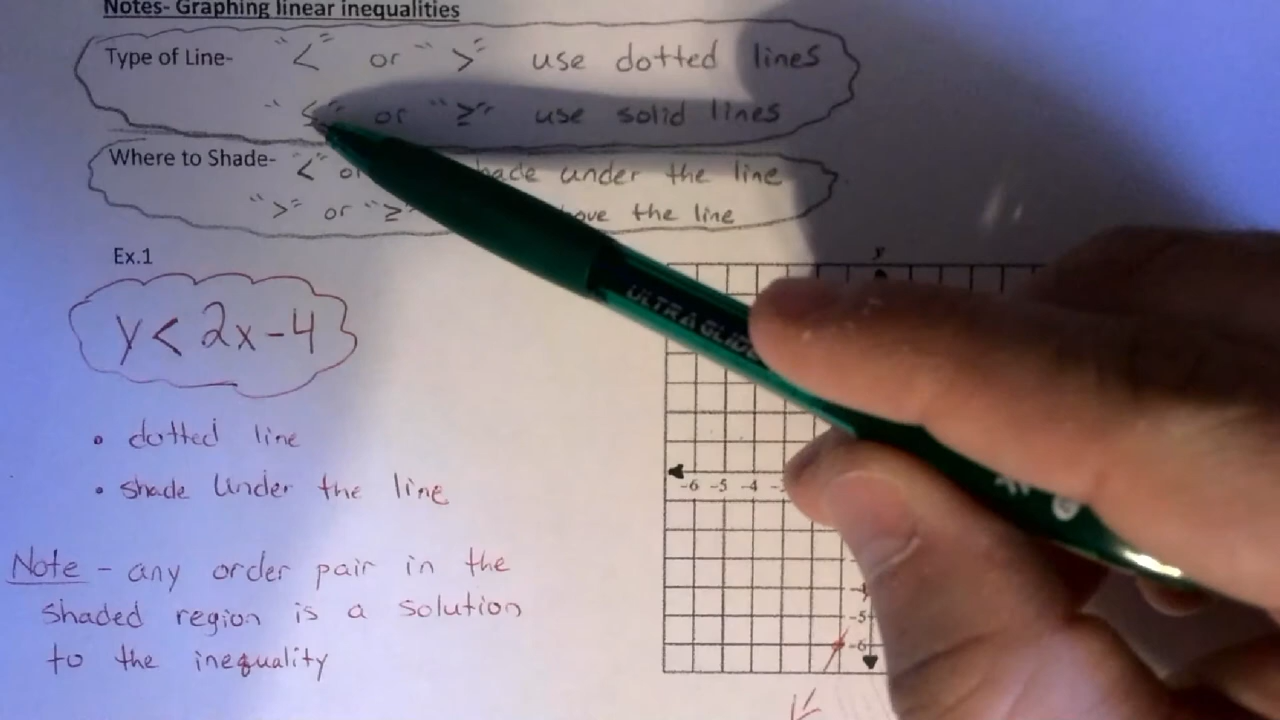 Notes- Graphing linear inequalities
Type of Line- "<" or ">" use dotted lines
"≤" or "≥" use solid lines
Where to Shade- "<" or shade under the line
">" or "≥" above the line
Ex.1
y < 2x-4
• dotted line
• shade Under the line
Note - any order pair in the
shaded region is a solution
to the inequality
y
-6 -5 -4
-5
-6
ULTRA GLIDE